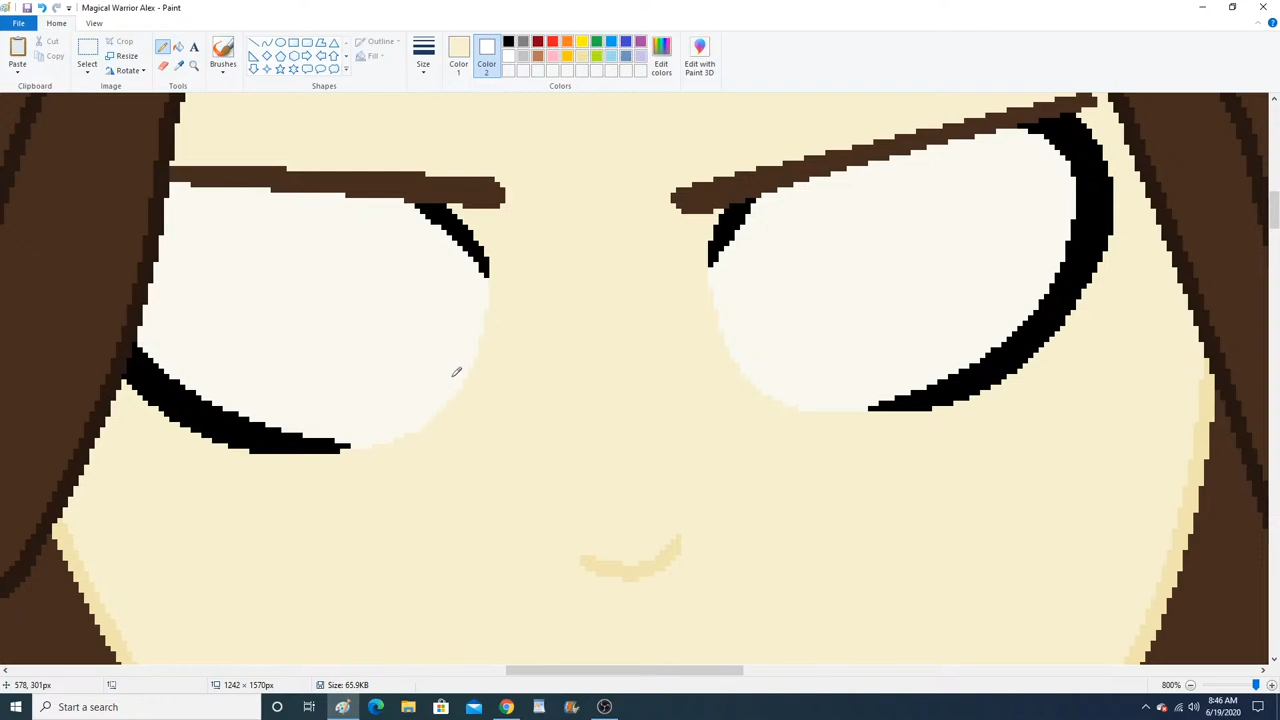 Magical Warrior Alex - Paint
File Home View
Paste Cut Copy
Clipboard
Select Crop Resize Rotate
Image
A
Tools
Brushes
Outline
Fill
Shapes
Size
Color 1
Color 2
Edit colors
Edit with Paint 3D
Colors
578, 301px 1242 × 1570px Size: 65.9KB 800%
Start a search
8:46 AM
6/19/2020